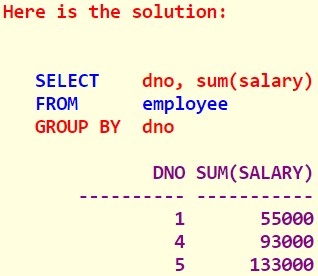 Here is the solution:
SELECT dno, sum(salary)
FROM employee
GROUP BY dno
DNO SUM(SALARY)
---------- -----------
1 55000
4 93000
5 133000